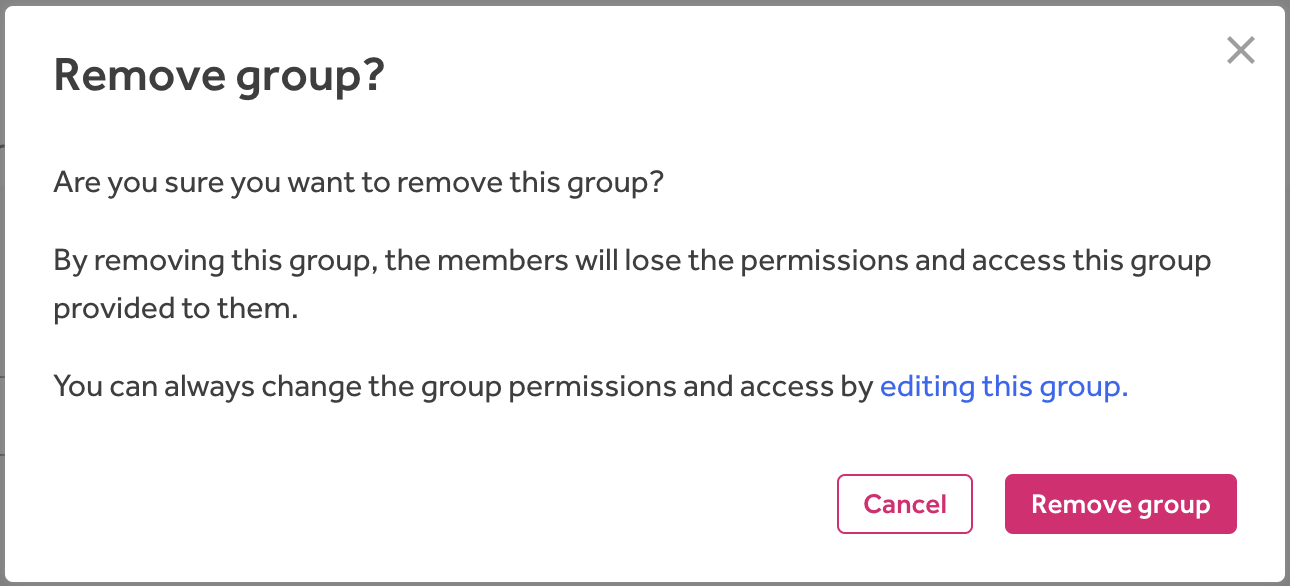 Remove group?
Are you sure you want to remove this group?
By removing this group, the members will lose the permissions and access this group
provided to them.
You can always change the group permissions and access by editing this group.
Cancel
Remove group